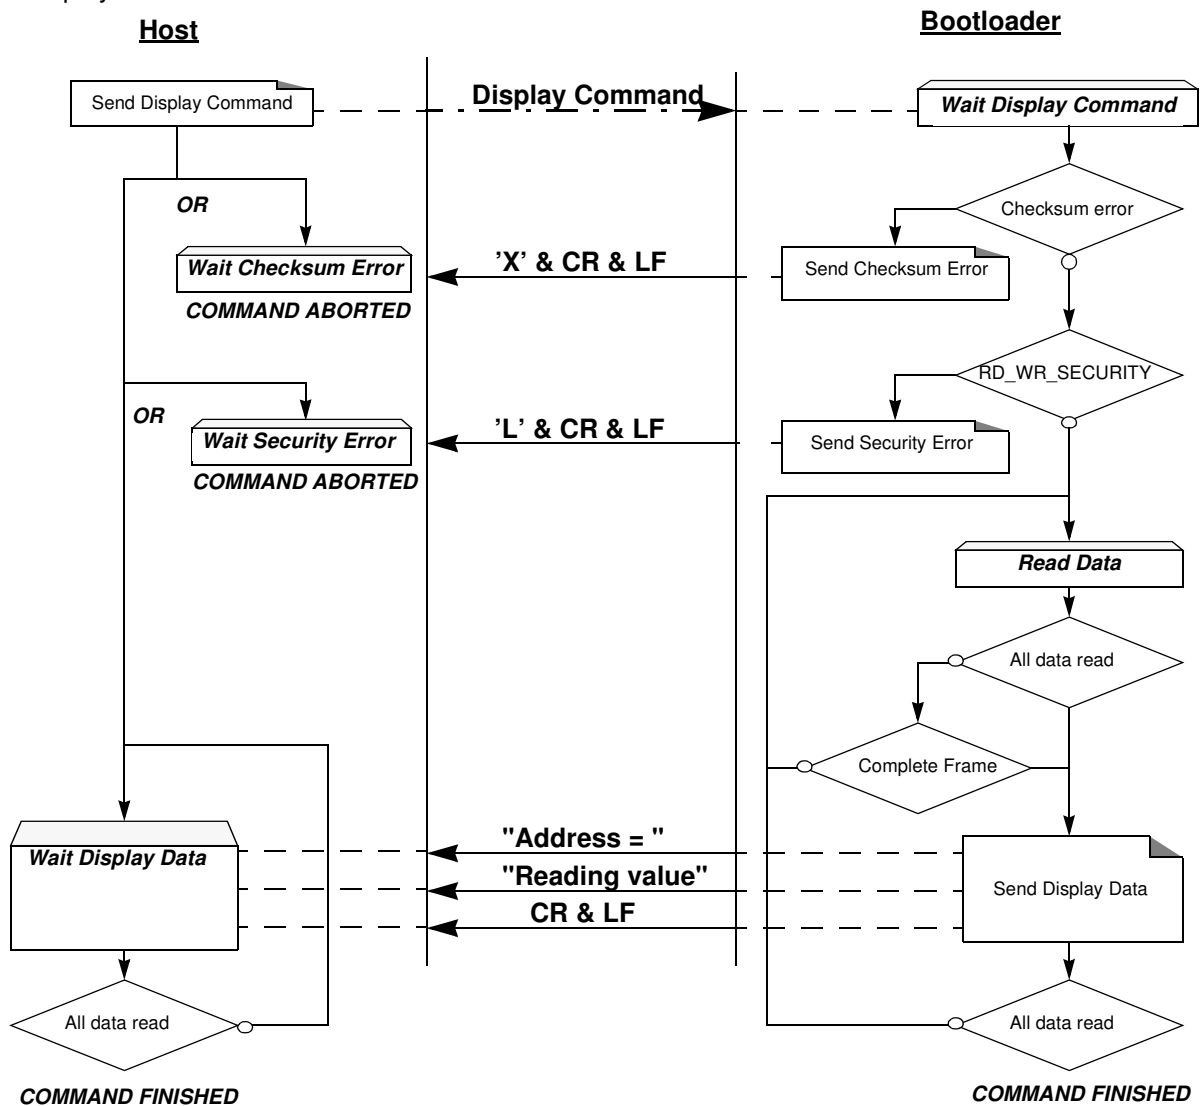 Host
Bootloader
Send Display Command
Display Command
Wait Display Command
OR
Checksum error
Wait Checksum Error
'X' & CR & LF
Send Checksum Error
COMMAND ABORTED
RD_WR_SECURITY
OR
Wait Security Error
'L' & CR & LF
Send Security Error
COMMAND ABORTED
Read Data
All data read
Complete Frame
Wait Display Data
"Address = "
"Reading value"
CR & LF
Send Display Data
All data read
All data read
COMMAND FINISHED
COMMAND FINISHED